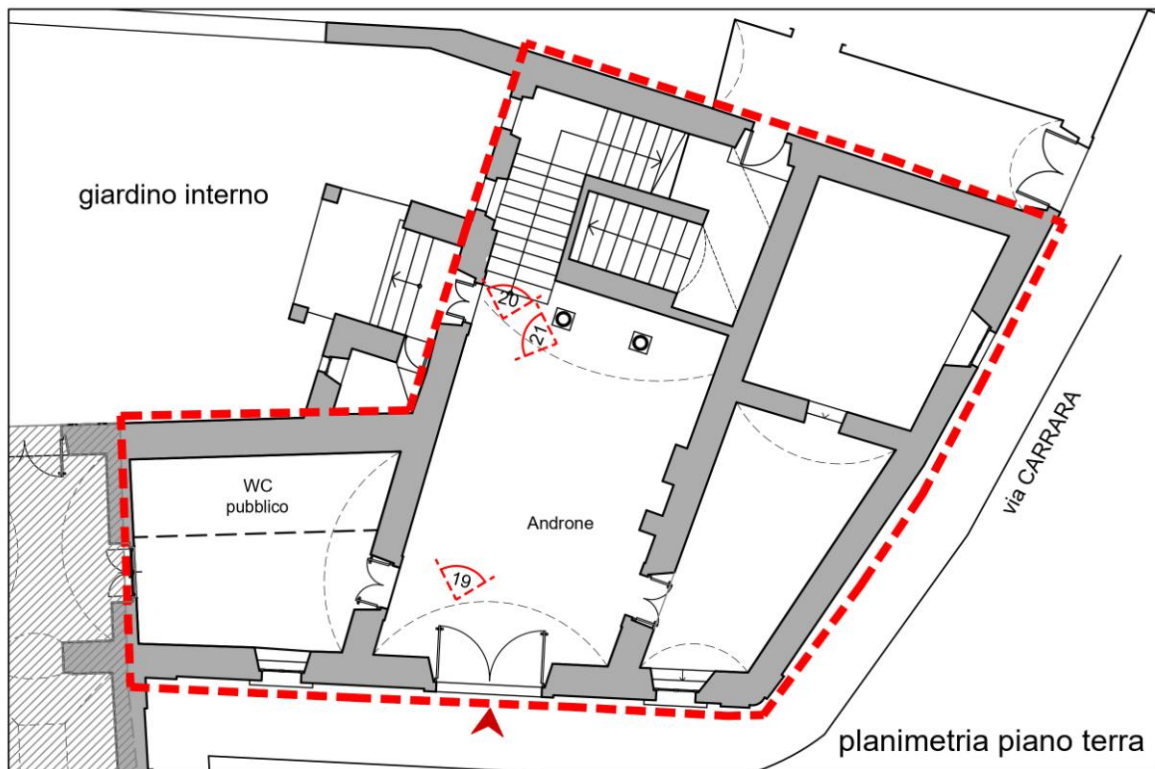 giardino interno
20
21
via CARRARA
WC
pubblico
Androne
19
planimetria piano terra